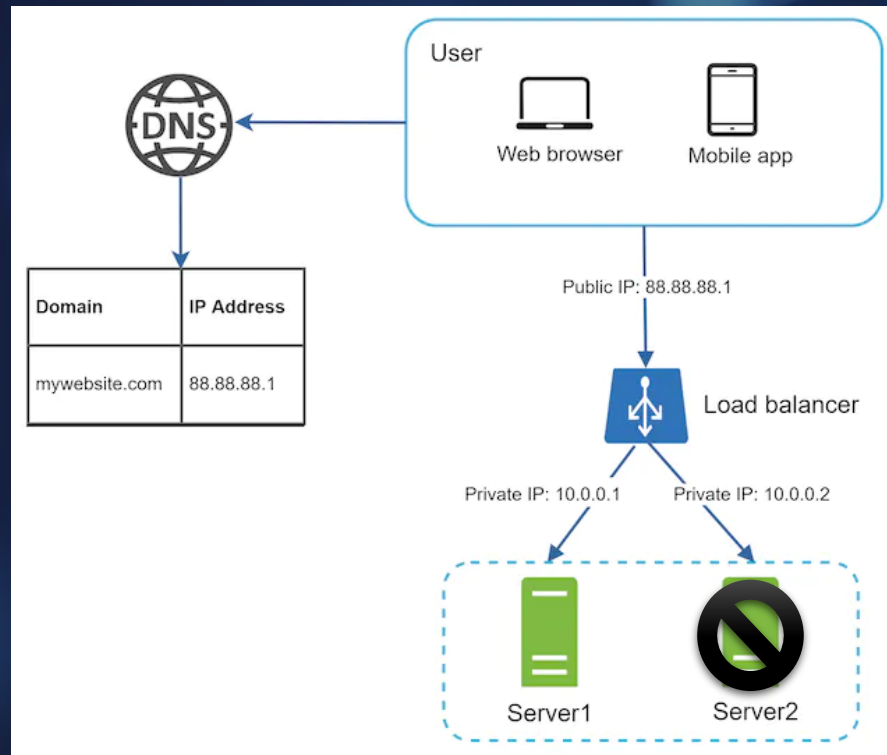 User
DNS
Web browser
Mobile app
Domain
IP Address
mywebsite.com
88.88.88.1
Public IP: 88.88.88.1
Load balancer
Private IP: 10.0.0.1
Private IP: 10.0.0.2
Server1
Server2